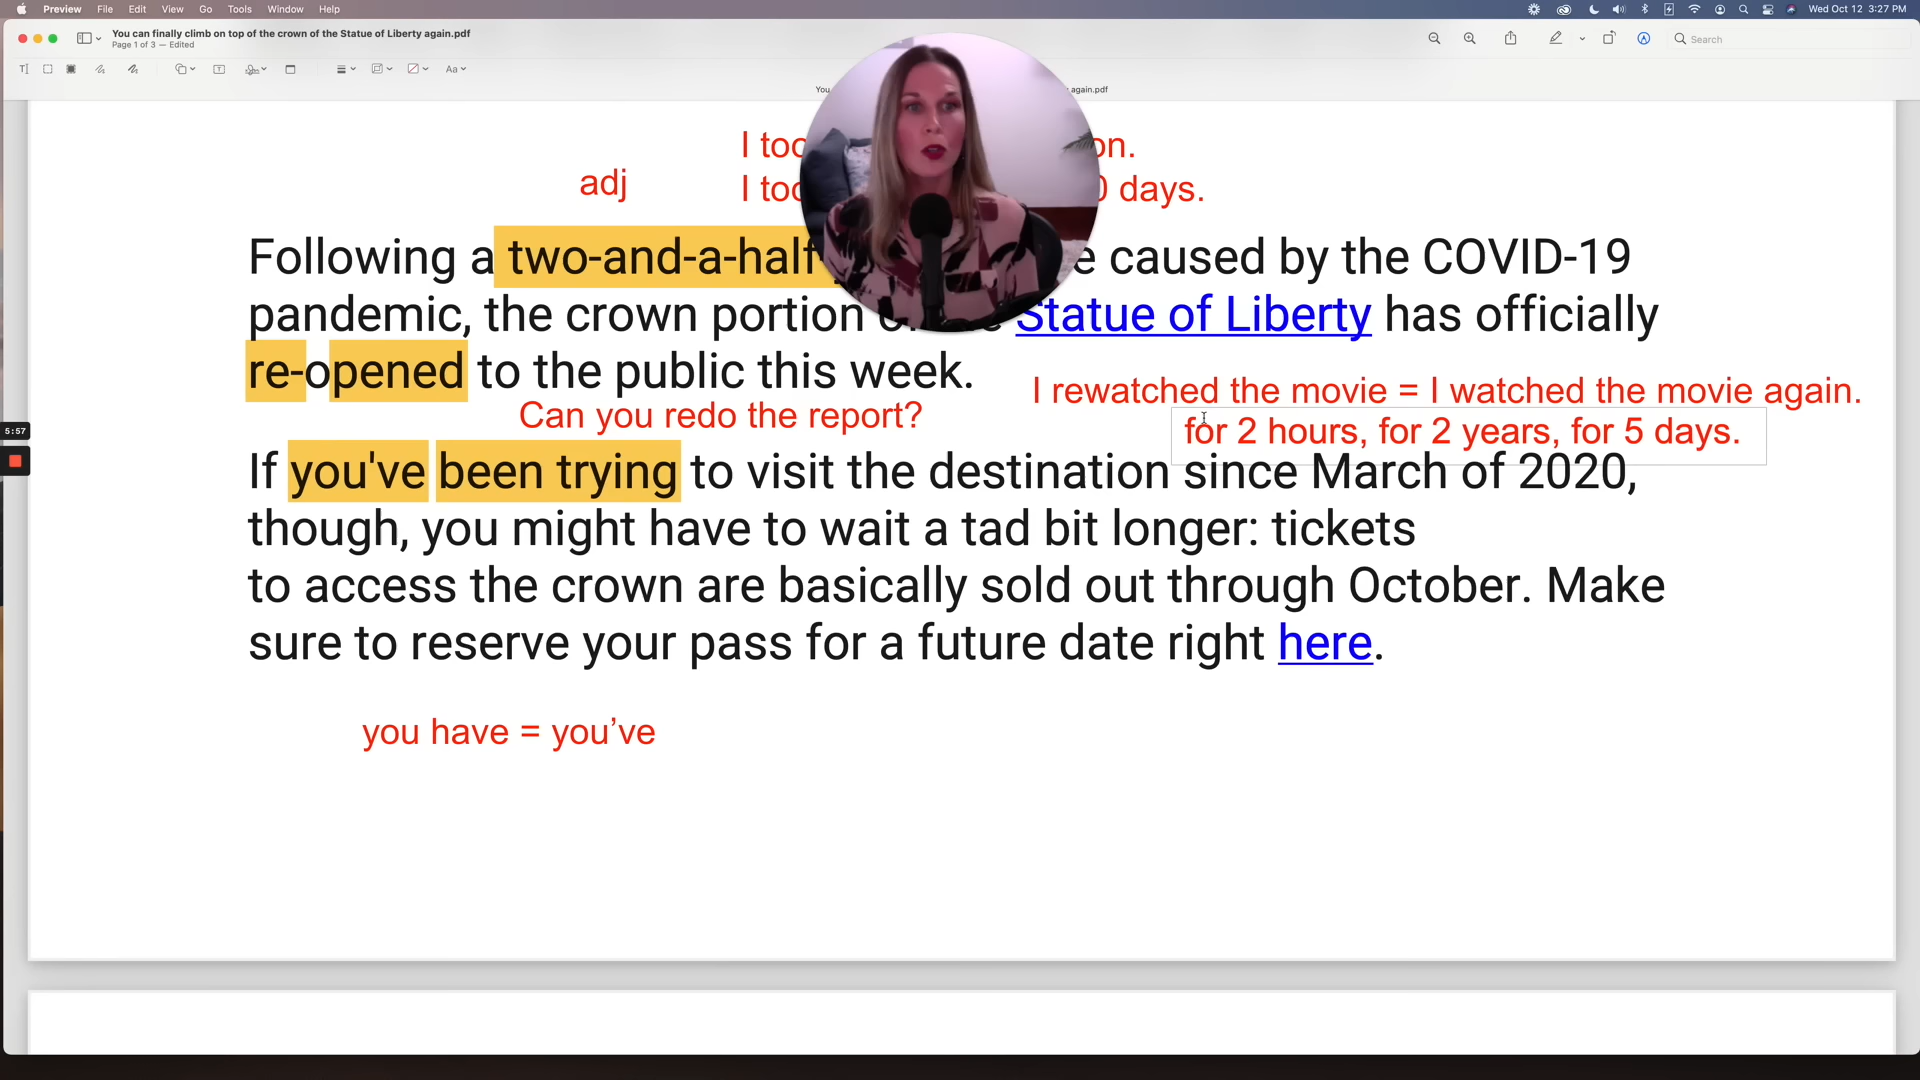 Preview File Edit View Go Tools Window Help
Wed Oct 12 3:27 PM
You can finally climb on top of the crown of the Statue of Liberty again.pdf
Page 1 of 3 — Edited
Search
Aa
You
again.pdf
I
on.
adj
I
days.
Following a two-and-a-half
caused by the COVID-19
pandemic, the crown portion
Statue of Liberty has officially
re-opened to the public this week.
I rewatched the movie = I watched the movie again.
Can you redo the report?
for 2 hours, for 2 years, for 5 days.
5:57
If you've been trying to visit the destination since March of 2020,
though, you might have to wait a tad bit longer: tickets
to access the crown are basically sold out through October. Make
sure to reserve your pass for a future date right here.
you have = you’ve